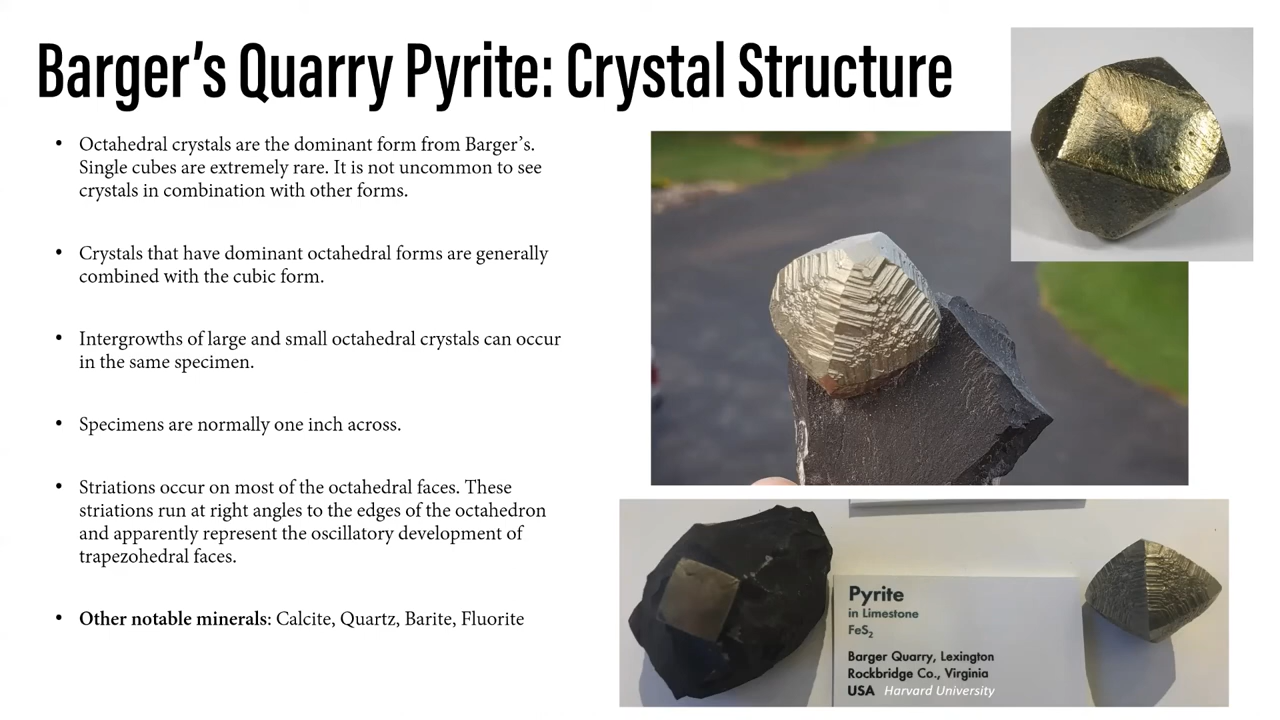 Barger's Quarry Pyrite: Crystal Structure
• Octahedral crystals are the dominant form from Barger's.
Single cubes are extremely rare. It is not uncommon to see
crystals in combination with other forms.
• Crystals that have dominant octahedral forms are generally
combined with the cubic form.
• Intergrowths of large and small octahedral crystals can occur
in the same specimen.
• Specimens are normally one inch across.
• Striations occur on most of the octahedral faces. These
striations run at right angles to the edges of the octahedron
and apparently represent the oscillatory development of
trapezohedral faces.
• Other notable minerals: Calcite, Quartz, Barite, Fluorite
Pyrite
in Limestone
FeS₂
Barger Quarry, Lexington
Rockbridge Co., Virginia
USA Harvard University